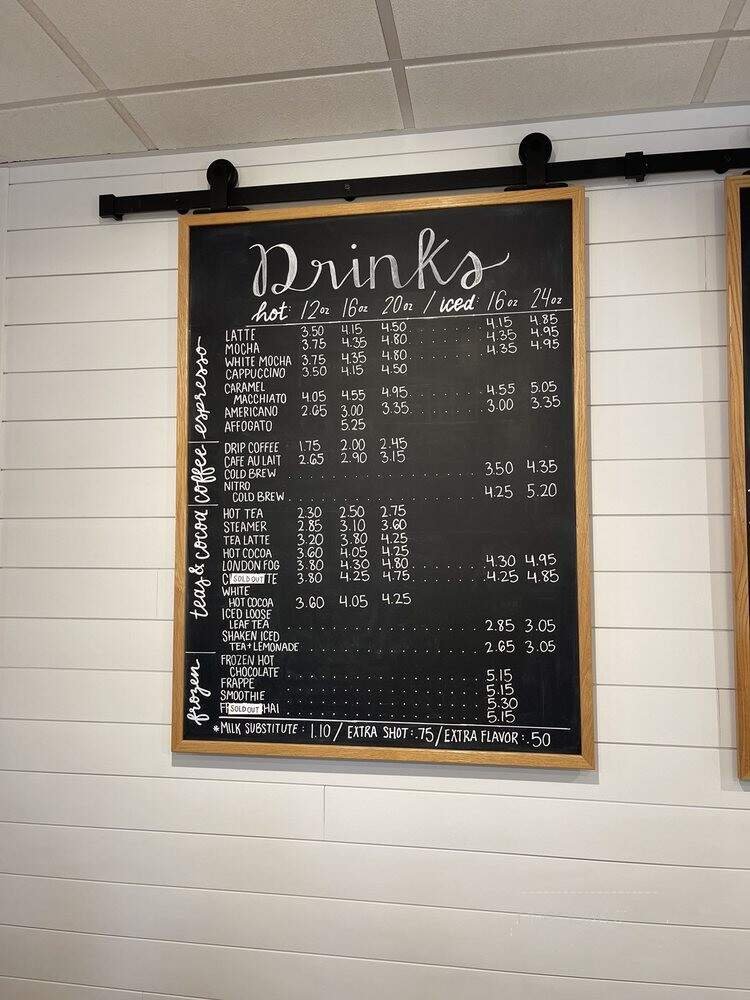 Drinks
hot: 12oz 16oz 20oz / iced: 16oz 24oz
espresso
LATTE 3.50 4.15 4.50 . . . . . . . 4.15 4.85
MOCHA 3.75 4.35 4.80 . . . . . . . 4.35 4.95
WHITE MOCHA 3.75 4.35 4.80 . . . . . . . 4.35 4.95
CAPPUCCINO 3.50 4.15 4.50
CARAMEL
MACCHIATO 4.05 4.55 4.95 . . . . . . . 4.55 5.05
AMERICANO 2.65 3.00 3.35 . . . . . . . 3.00 3.35
AFFOGATO 5.25
coffee
DRIP COFFEE 1.75 2.00 2.45
CAFE AU LAIT 2.65 2.90 3.15
COLD BREW . . . . . . . . . . . . . . . . . 3.50 4.35
NITRO
COLD BREW . . . . . . . . . . . . . . . . . 4.25 5.20
teas & cocoa
HOT TEA 2.30 2.50 2.75
STEAMER 2.85 3.10 3.60
TEA LATTE 3.20 3.80 4.25
HOT COCOA 3.60 4.05 4.25
LONDON FOG 3.80 4.30 4.80 . . . . . . . 4.30 4.95
C SOLD OUT TE 3.80 4.25 4.75 . . . . . . . 4.25 4.85
WHITE
HOT COCOA 3.60 4.05 4.25
ICED LOOSE
LEAF TEA . . . . . . . . . . . . . . . . . 2.85 3.05
SHAKEN ICED
TEA+LEMONADE . . . . . . . . . . . . . . . . 2.65 3.05
frozen
FROZEN HOT
CHOCOLATE . . . . . . . . . . . . . . . . . 5.15
FRAPPE . . . . . . . . . . . . . . . . . 5.15
SMOOTHIE . . . . . . . . . . . . . . . . . 5.30
F SOLD OUT HAI . . . . . . . . . . . . . . . . . 5.15
*MILK SUBSTITUTE: 1.10 / EXTRA SHOT: .75 / EXTRA FLAVOR: .50